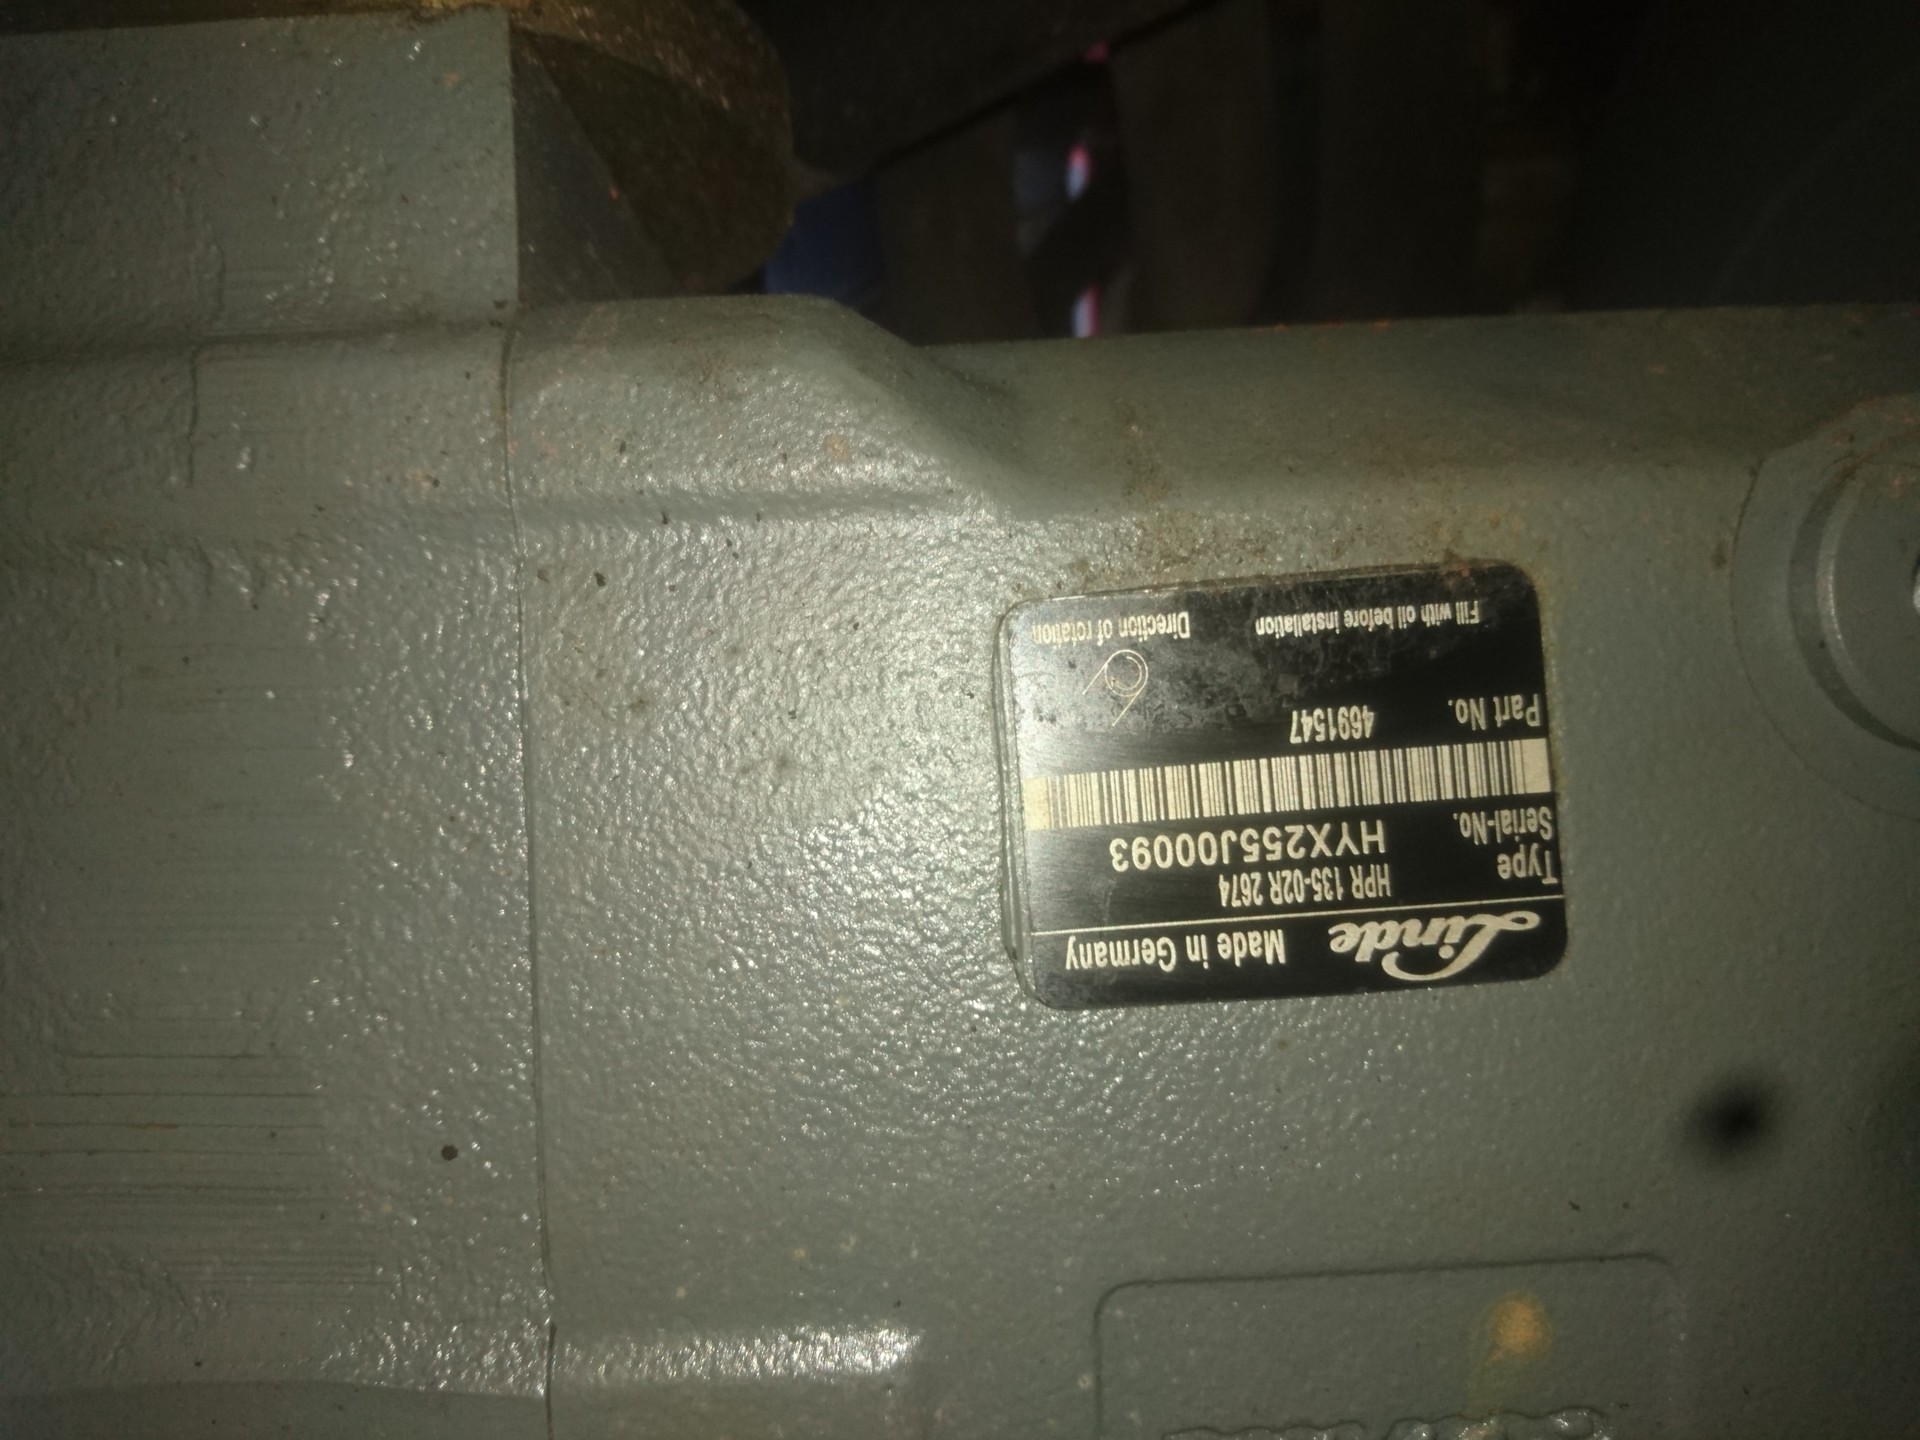 Linde Made in Germany
Type HPR 135-02R 2674
Serial-No. HYX255J00093
Part No. 4691547
Fill with oil before installation Direction of rotation